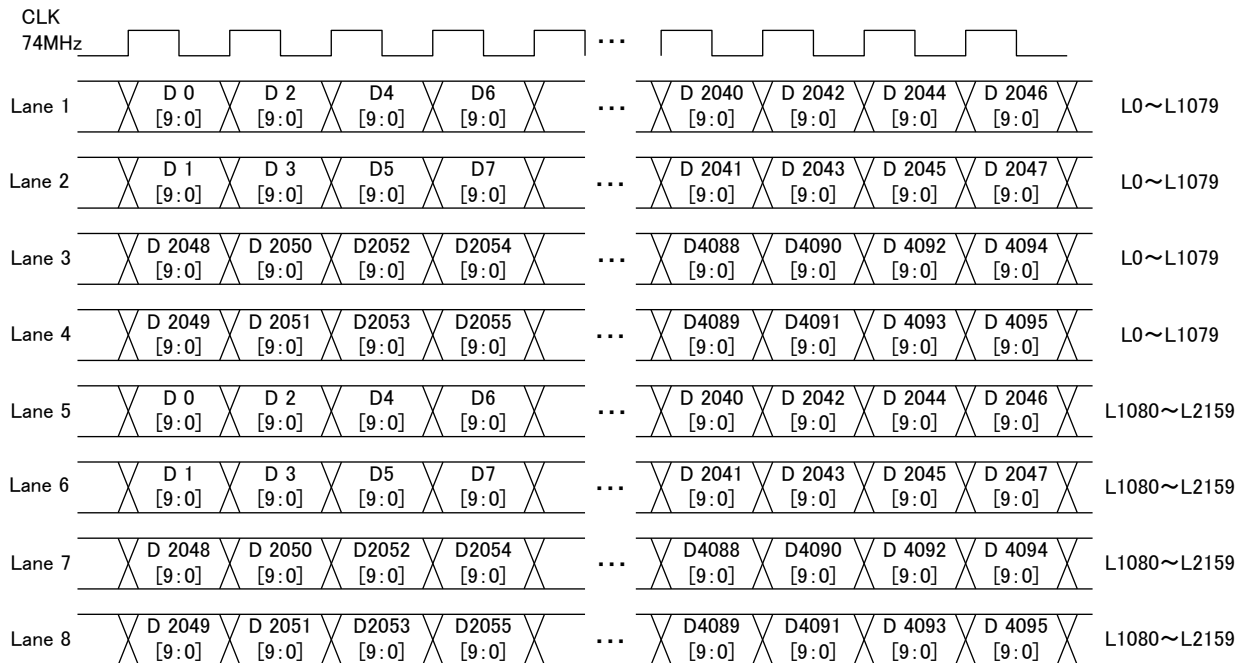 CLK
74MHz
...
Lane 1
D 0 D 2 D4 D6 ... D 2040 D 2042 D 2044 D 2046 L0～L1079
[9:0] [9:0] [9:0] [9:0] [9:0] [9:0] [9:0] [9:0]
Lane 2
D 1 D 3 D5 D7 ... D 2041 D 2043 D 2045 D 2047 L0～L1079
[9:0] [9:0] [9:0] [9:0] [9:0] [9:0] [9:0] [9:0]
Lane 3
D 2048 D 2050 D2052 D2054 ... D4088 D4090 D 4092 D 4094 L0～L1079
[9:0] [9:0] [9:0] [9:0] [9:0] [9:0] [9:0] [9:0]
Lane 4
D 2049 D 2051 D2053 D2055 ... D4089 D4091 D 4093 D 4095 L0～L1079
[9:0] [9:0] [9:0] [9:0] [9:0] [9:0] [9:0] [9:0]
Lane 5
D 0 D 2 D4 D6 ... D 2040 D 2042 D 2044 D 2046 L1080～L2159
[9:0] [9:0] [9:0] [9:0] [9:0] [9:0] [9:0] [9:0]
Lane 6
D 1 D 3 D5 D7 ... D 2041 D 2043 D 2045 D 2047 L1080～L2159
[9:0] [9:0] [9:0] [9:0] [9:0] [9:0] [9:0] [9:0]
Lane 7
D 2048 D 2050 D2052 D2054 ... D4088 D4090 D 4092 D 4094 L1080～L2159
[9:0] [9:0] [9:0] [9:0] [9:0] [9:0] [9:0] [9:0]
Lane 8
D 2049 D 2051 D2053 D2055 ... D4089 D4091 D 4093 D 4095 L1080～L2159
[9:0] [9:0] [9:0] [9:0] [9:0] [9:0] [9:0] [9:0]